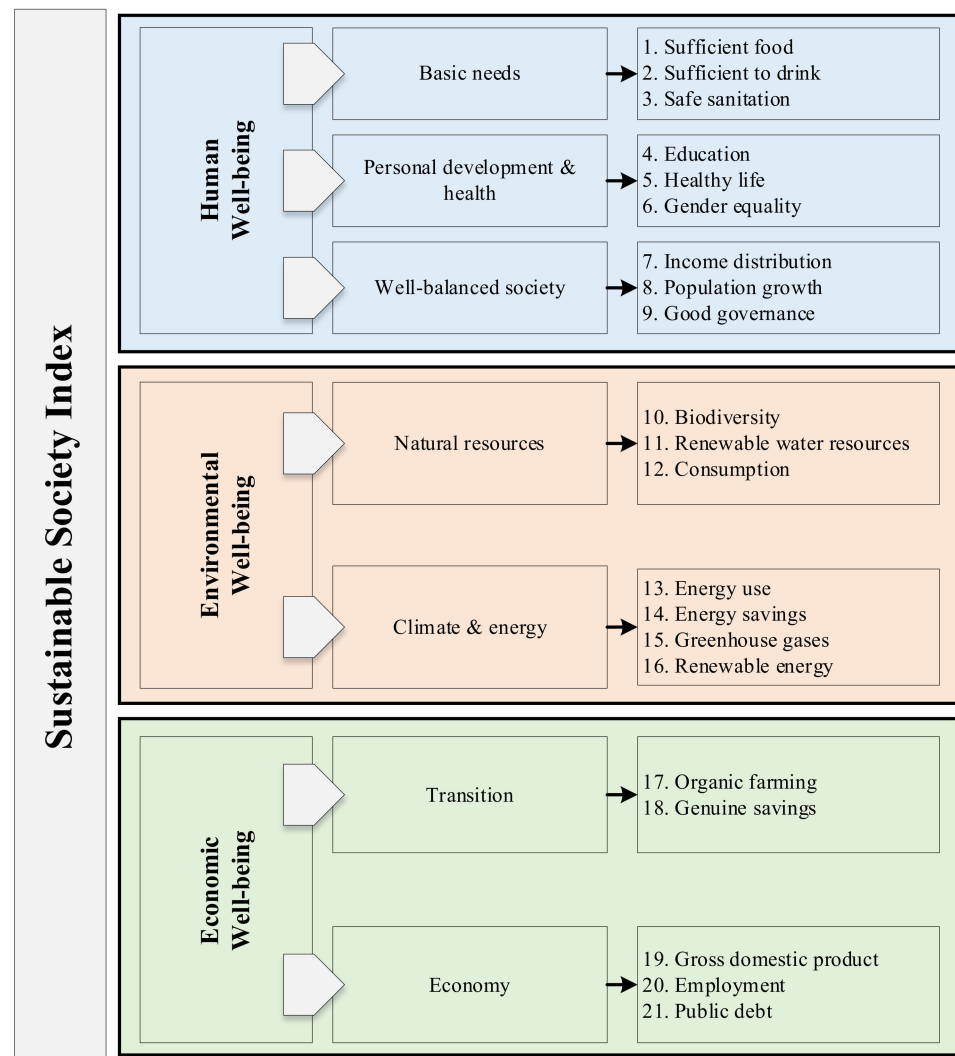 Sustainable Society Index
Human
Well-being
Basic needs
1. Sufficient food
2. Sufficient to drink
3. Safe sanitation
Personal development &
health
4. Education
5. Healthy life
6. Gender equality
Well-balanced society
7. Income distribution
8. Population growth
9. Good governance
Environmental
Well-being
Natural resources
10. Biodiversity
11. Renewable water resources
12. Consumption
Climate & energy
13. Energy use
14. Energy savings
15. Greenhouse gases
16. Renewable energy
Economic
Well-being
Transition
17. Organic farming
18. Genuine savings
Economy
19. Gross domestic product
20. Employment
21. Public debt